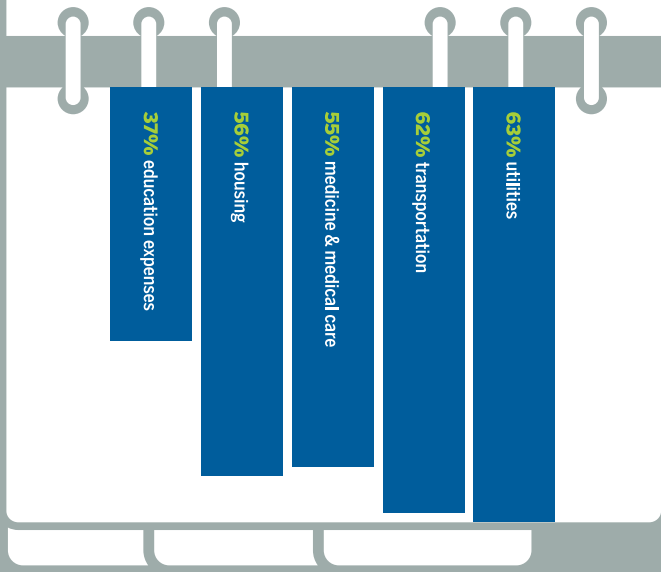 63% utilities
62% transportation
55% medicine & medical care
56% housing
37% education expenses